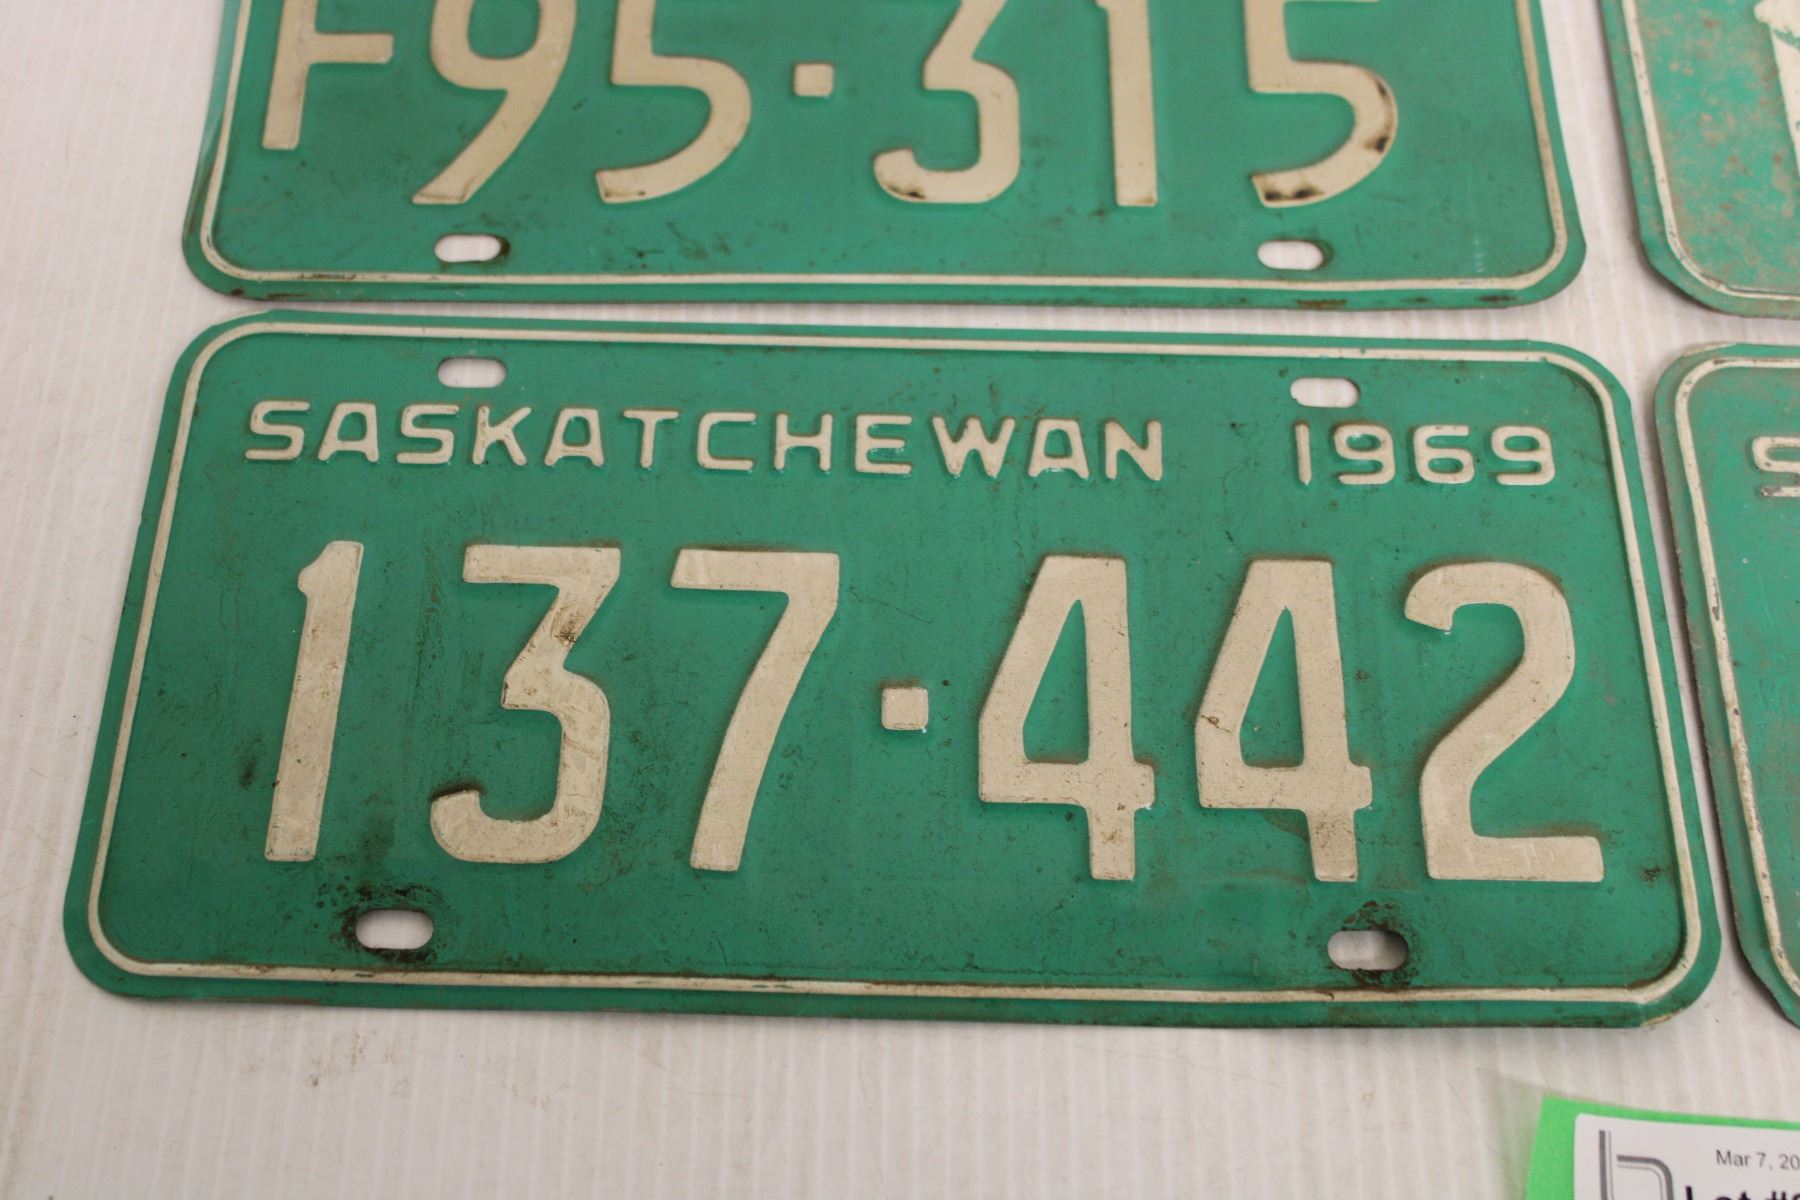 F95·315
SASKATCHEWAN 1969
137·442
Mar 7, 20